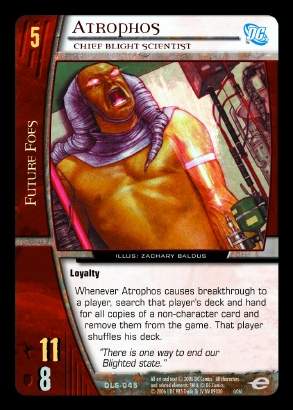 5
ATROPHOS
CHIEF BLIGHT SCIENTIST
DC
FUTURE FOES
ILLUS: ZACHARY BALDUS
Loyalty
Whenever Atrophos causes breakthrough to
a player, search that player's deck and hand
for all copies of a non-character card and
remove them from the game. That player
shuffles his deck.
"There is one way to end our
Blighted state."
11
8
DLS-045